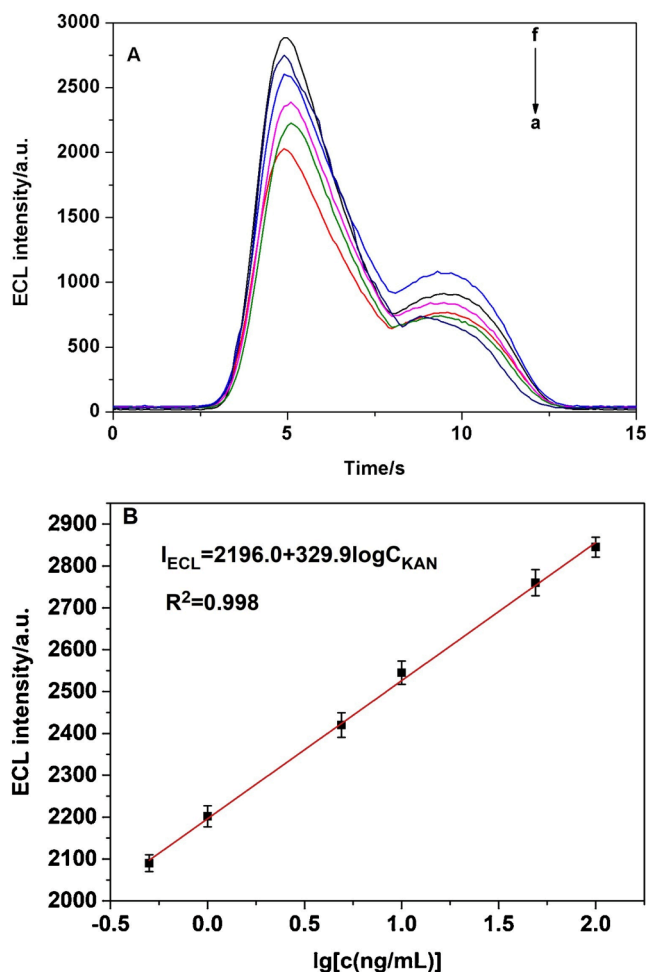 A
f
a
3000
2500
2000
1500
1000
500
0
ECL intensity/a.u.
0 5 10 15
Time/s
B
I_ECL=2196.0+329.9logC_KAN
R²=0.998
2900
2800
2700
2600
2500
2400
2300
2200
2100
2000
ECL intensity/a.u.
-0.5 0.0 0.5 1.0 1.5 2.0
lg[c(ng/mL)]